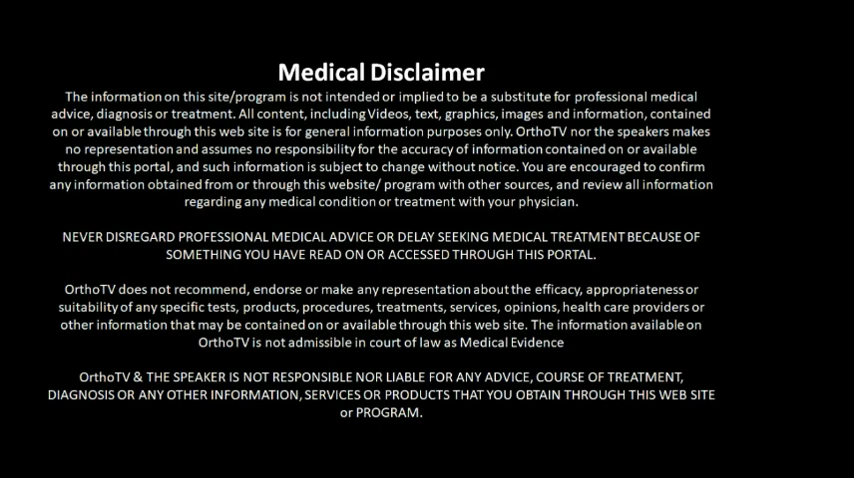 Medical Disclaimer
The information on this site/program is not intended or implied to be a substitute for professional medical
advice, diagnosis or treatment. All content, including Videos, text, graphics, images and information, contained
on or available through this web site is for general information purposes only. OrthoTV nor the speakers makes
no representation and assumes no responsibility for the accuracy of information contained on or available
through this portal, and such information is subject to change without notice. You are encouraged to confirm
any information obtained from or through this website/ program with other sources, and review all information
regarding any medical condition or treatment with your physician.
NEVER DISREGARD PROFESSIONAL MEDICAL ADVICE OR DELAY SEEKING MEDICAL TREATMENT BECAUSE OF
SOMETHING YOU HAVE READ ON OR ACCESSED THROUGH THIS PORTAL.
OrthoTV does not recommend, endorse or make any representation about the efficacy, appropriateness or
suitability of any specific tests, products, procedures, treatments, services, opinions, health care providers or
other information that may be contained on or available through this web site. The information available on
OrthoTV is not admissible in court of law as Medical Evidence
OrthoTV & THE SPEAKER IS NOT RESPONSIBLE NOR LIABLE FOR ANY ADVICE, COURSE OF TREATMENT,
DIAGNOSIS OR ANY OTHER INFORMATION, SERVICES OR PRODUCTS THAT YOU OBTAIN THROUGH THIS WEB SITE
or PROGRAM.